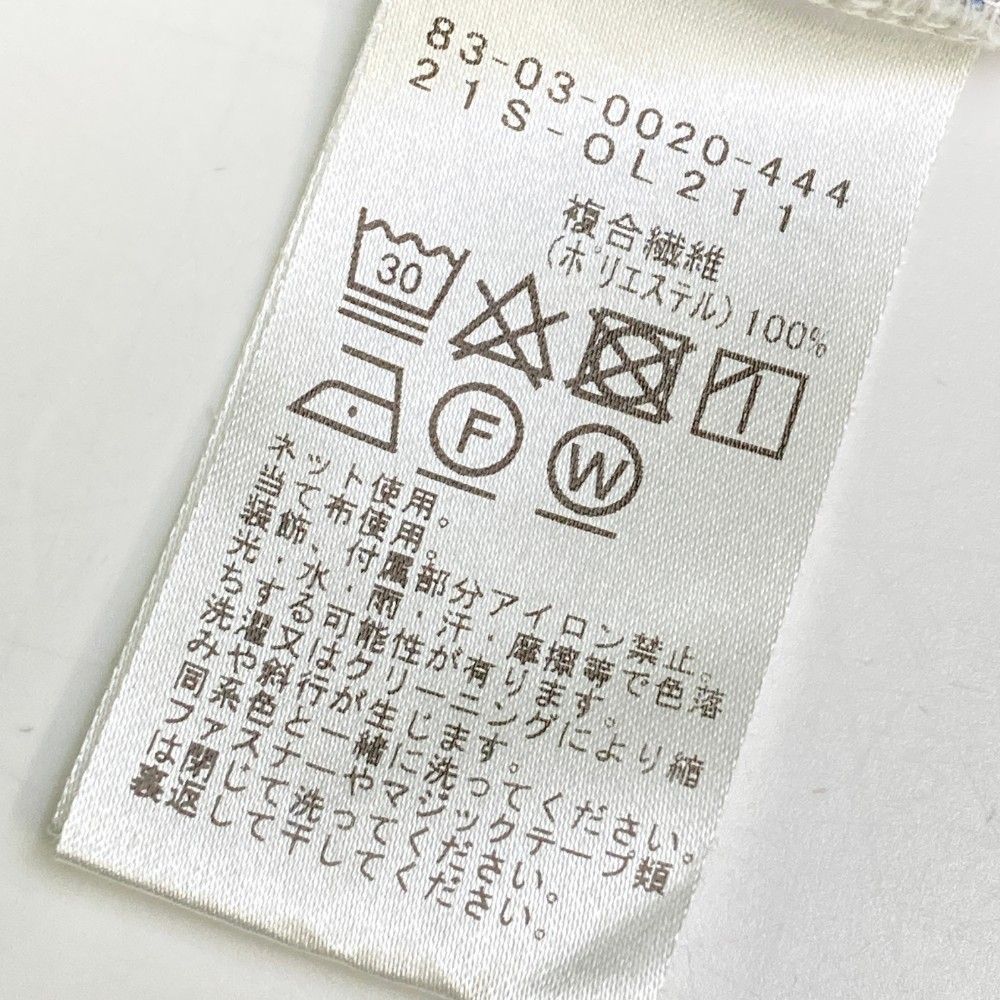 83-03-0020-444
21S-OL211
複合繊維
(ポリエステル)100%
30
F
W
ネット使用。
当て布使用。
装飾、付属部分アイロン禁止。
光・水・雨・汗・摩擦等で色落
ちする可能性が有ります。
洗濯又はクリーニングにより縮
みや斜行が生じます。
同系色と一緒に洗ってください。
ファスナーやマジックテープ類
は閉じて洗ってください。
裏返して干してください。